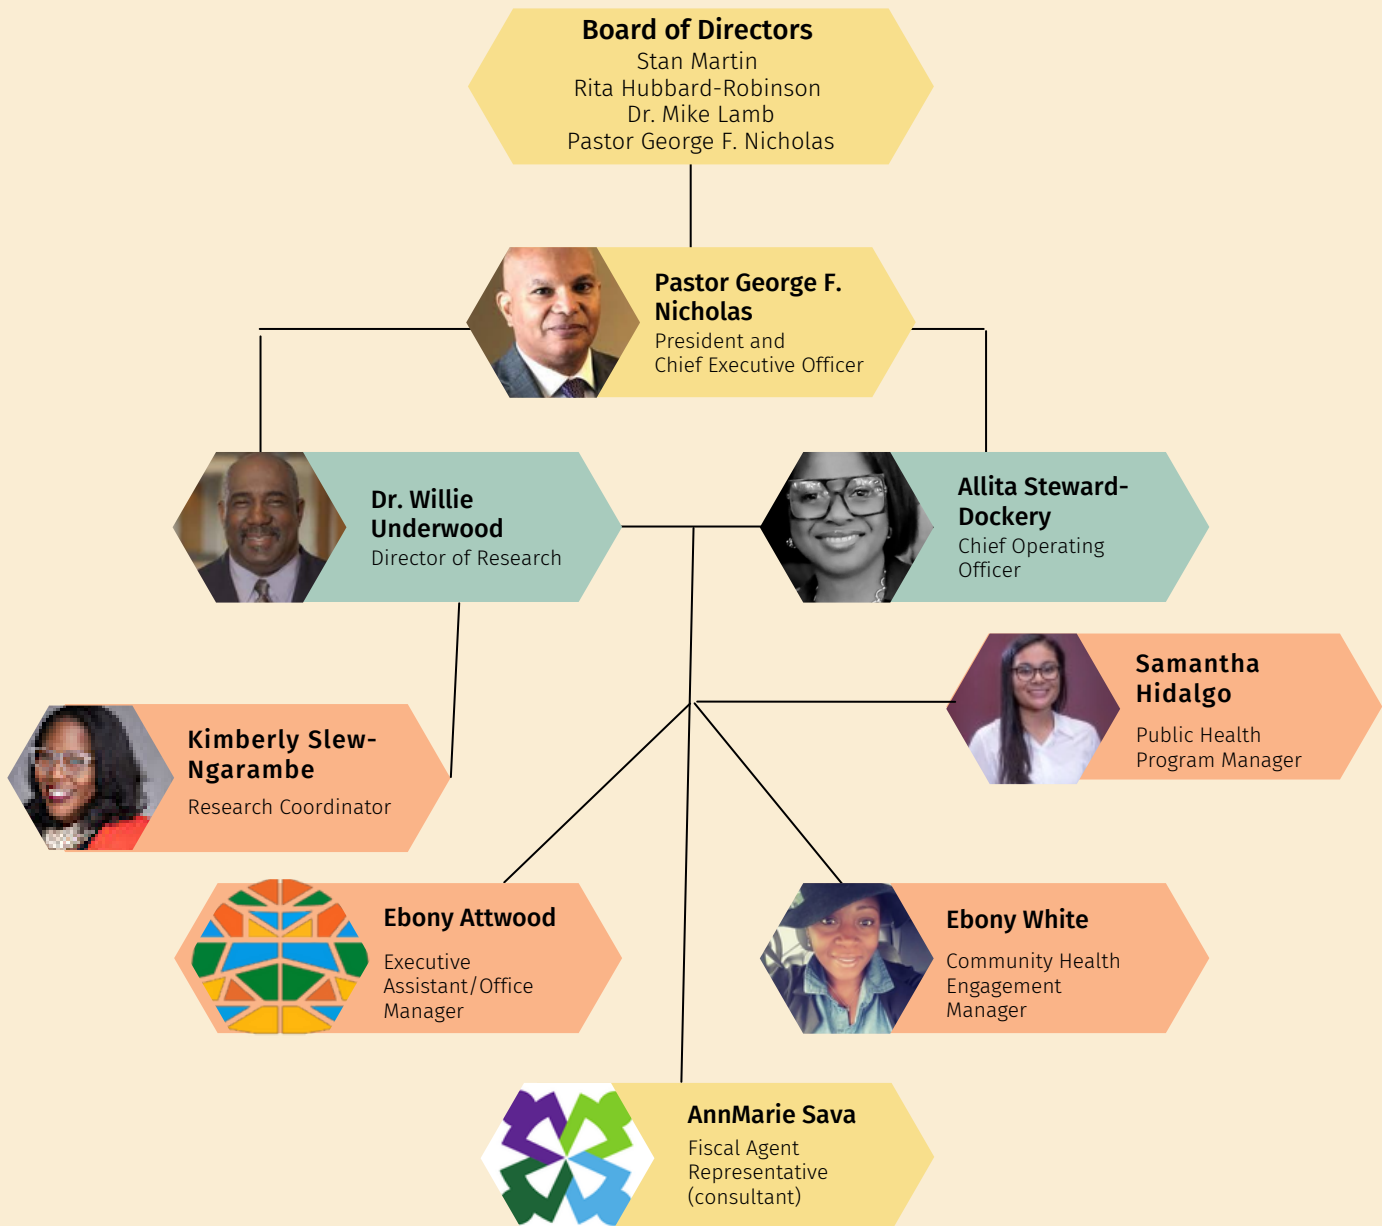 Board of Directors
Stan Martin
Rita Hubbard-Robinson
Dr. Mike Lamb
Pastor George F. Nicholas
Pastor George F.
Nicholas
President and
Chief Executive Officer
Dr. Willie
Underwood
Director of Research
Allita Steward-
Dockery
Chief Operating
Officer
Samantha
Hidalgo
Public Health
Program Manager
Kimberly Slew-
Ngarambe
Research Coordinator
Ebony Attwood
Executive
Assistant/Office
Manager
Ebony White
Community Health
Engagement
Manager
AnnMarie Sava
Fiscal Agent
Representative
(consultant)